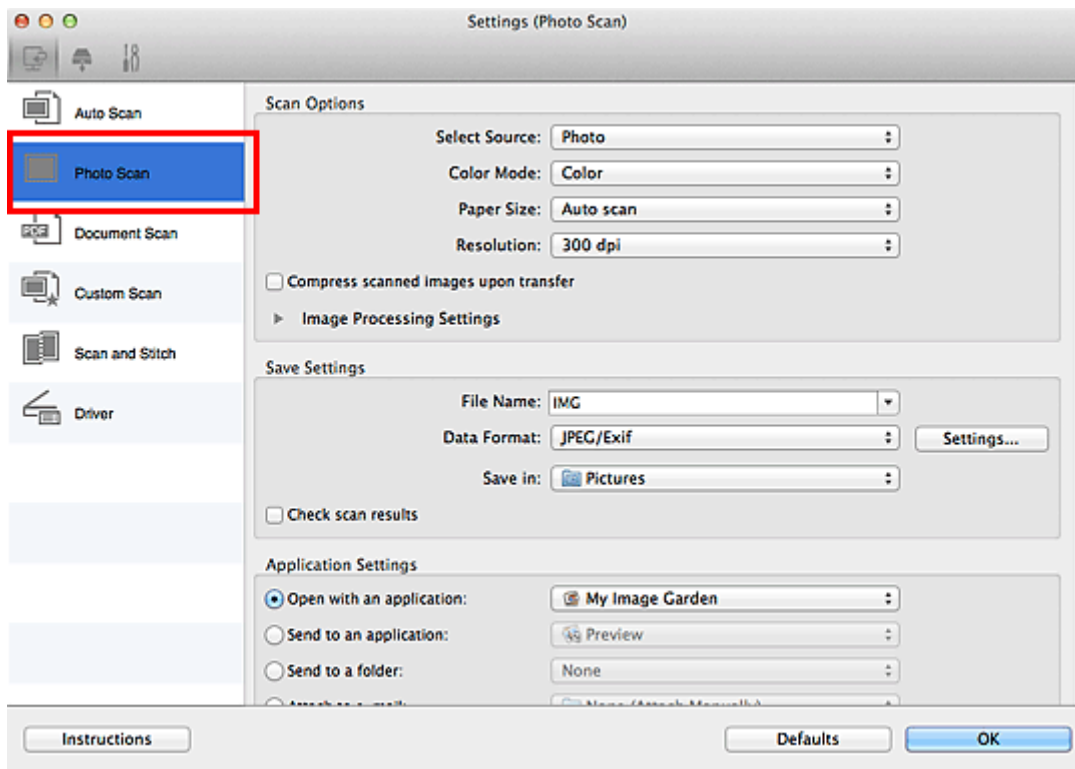 Settings (Photo Scan)
Auto Scan
Photo Scan
PDF
Document Scan
Custom Scan
Scan and Stitch
Driver
Scan Options
Select Source: Photo
Color Mode: Color
Paper Size: Auto scan
Resolution: 300 dpi
Compress scanned images upon transfer
Image Processing Settings
Save Settings
File Name: IMG
Data Format: JPEG/Exif Settings...
Save in: Pictures
Check scan results
Application Settings
Open with an application: My Image Garden
Send to an application: Preview
Send to a folder: None
Instructions Defaults OK